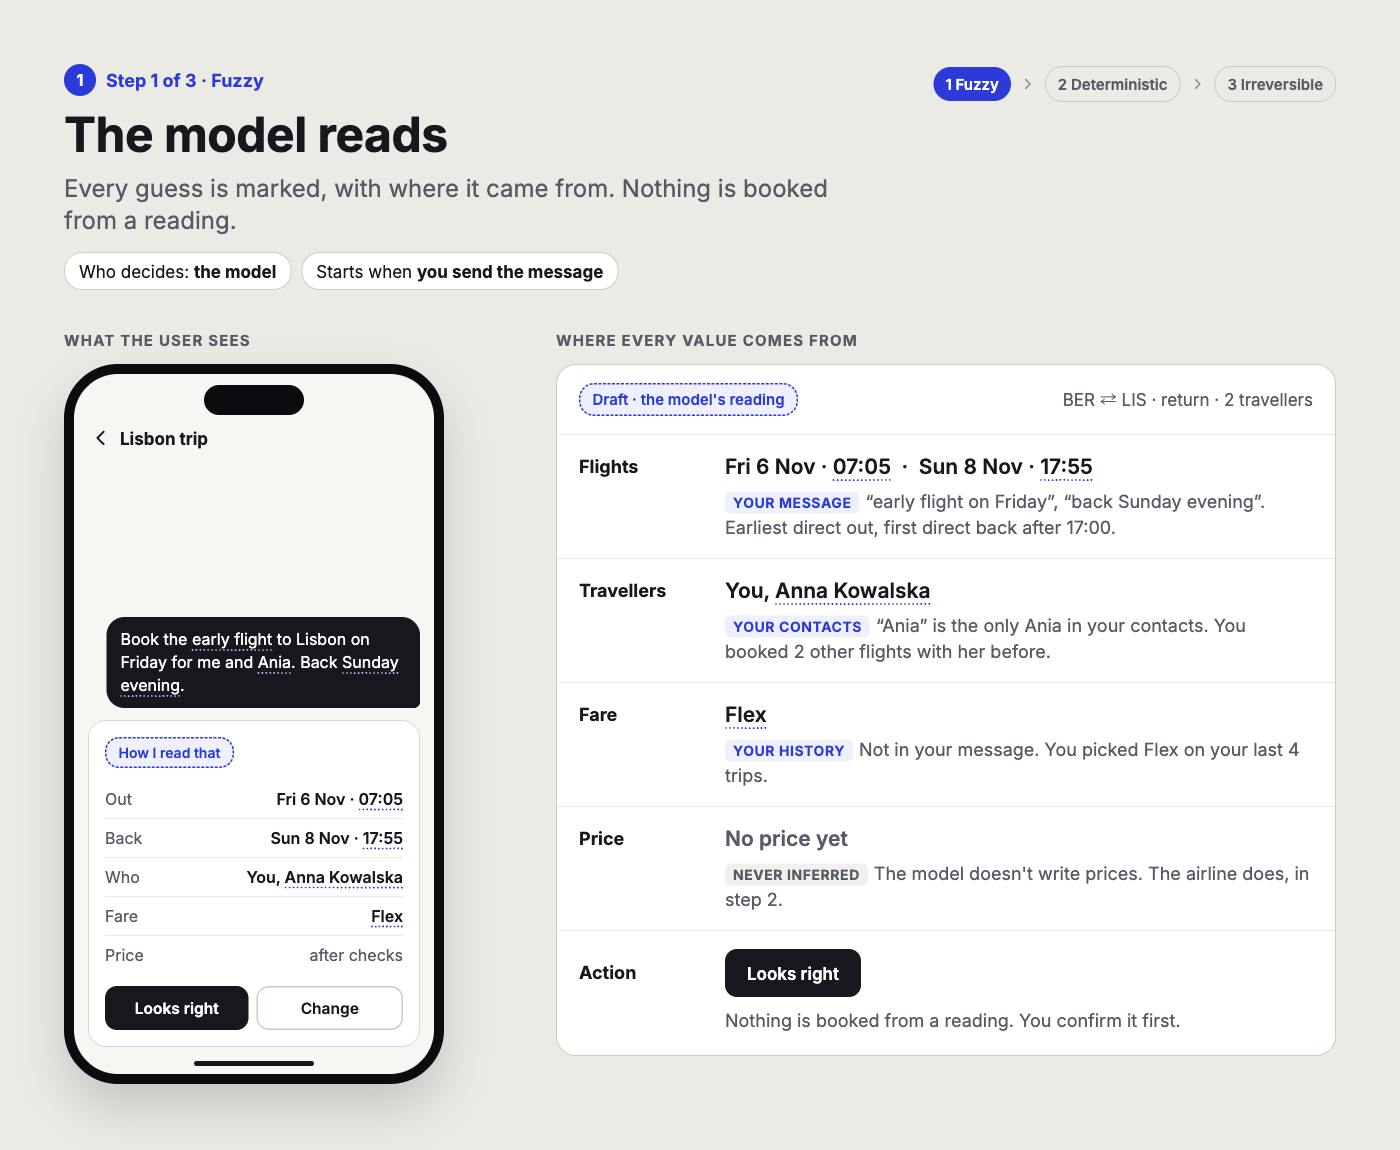 1 Step 1 of 3 · Fuzzy
1 Fuzzy > 2 Deterministic > 3 Irreversible
The model reads
Every guess is marked, with where it came from. Nothing is booked
from a reading.
Who decides: the model
Starts when you send the message
WHAT THE USER SEES
Lisbon trip
Book the early flight to Lisbon on
Friday for me and Ania. Back Sunday
evening.
How I read that
Out Fri 6 Nov · 07:05
Back Sun 8 Nov · 17:55
Who You, Anna Kowalska
Fare Flex
Price after checks
Looks right
Change
WHERE EVERY VALUE COMES FROM
Draft · the model's reading
BER ⇄ LIS · return · 2 travellers
Flights
Fri 6 Nov · 07:05 · Sun 8 Nov · 17:55
YOUR MESSAGE “early flight on Friday”, “back Sunday evening”.
Earliest direct out, first direct back after 17:00.
Travellers
You, Anna Kowalska
YOUR CONTACTS “Ania” is the only Ania in your contacts. You
booked 2 other flights with her before.
Fare
Flex
YOUR HISTORY Not in your message. You picked Flex on your last 4
trips.
Price
No price yet
NEVER INFERRED The model doesn't write prices. The airline does, in
step 2.
Action
Looks right
Nothing is booked from a reading. You confirm it first.